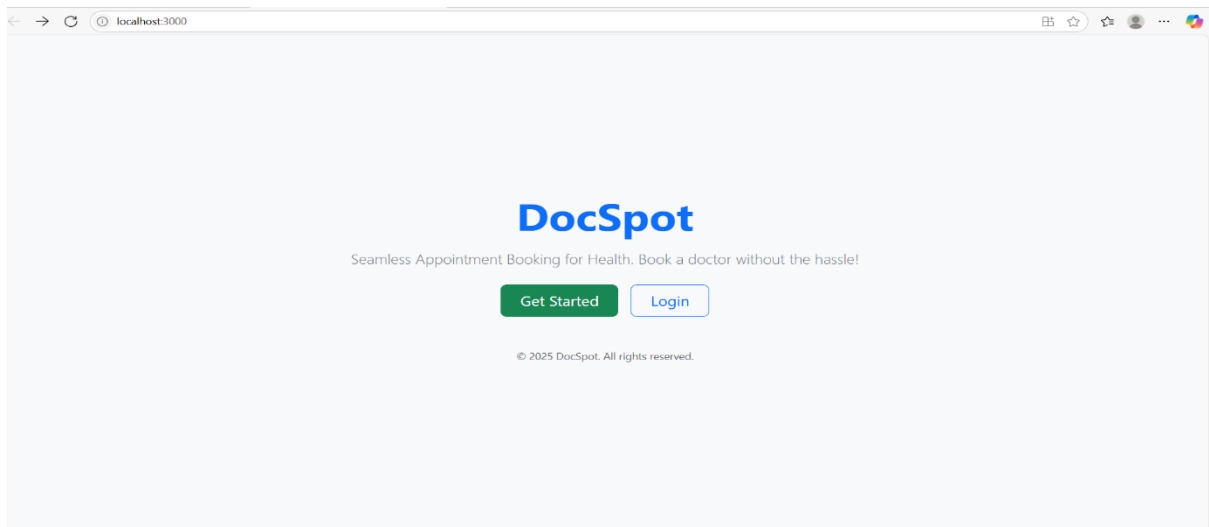 localhost:3000
DocSpot
Seamless Appointment Booking for Health. Book a doctor without the hassle!
Get Started Login
© 2025 DocSpot. All rights reserved.